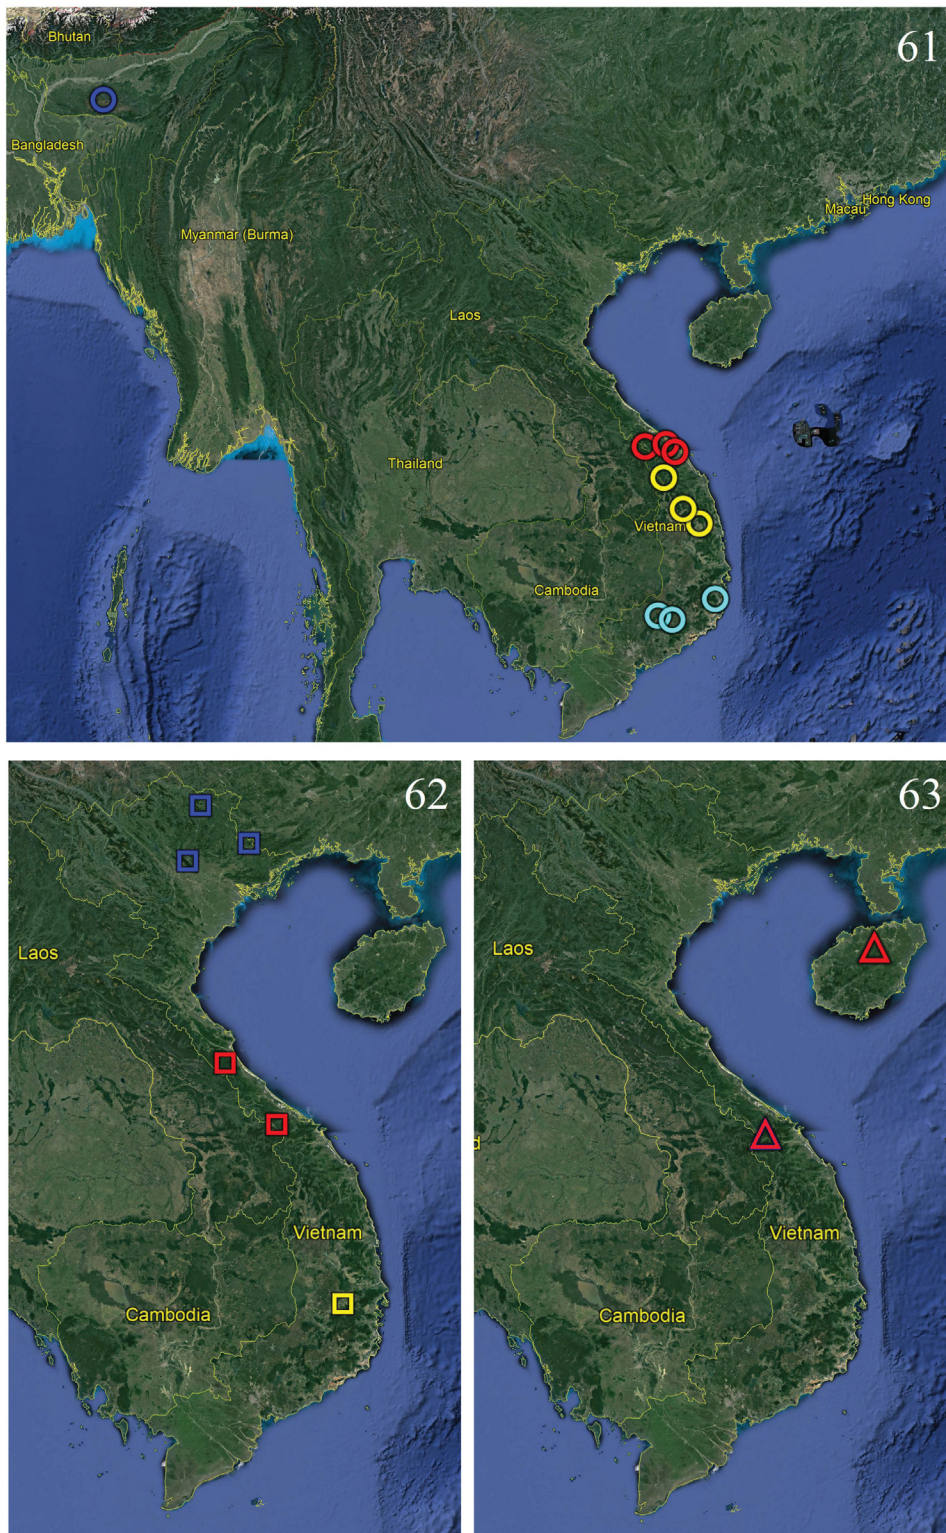 61
Bhutan
Bangladesh
Myanmar (Burma)
Macau
Hong Kong
Laos
Thailand
Vietnam
Cambodia
62
Laos
Vietnam
Cambodia
63
Laos
d
Vietnam
Cambodia